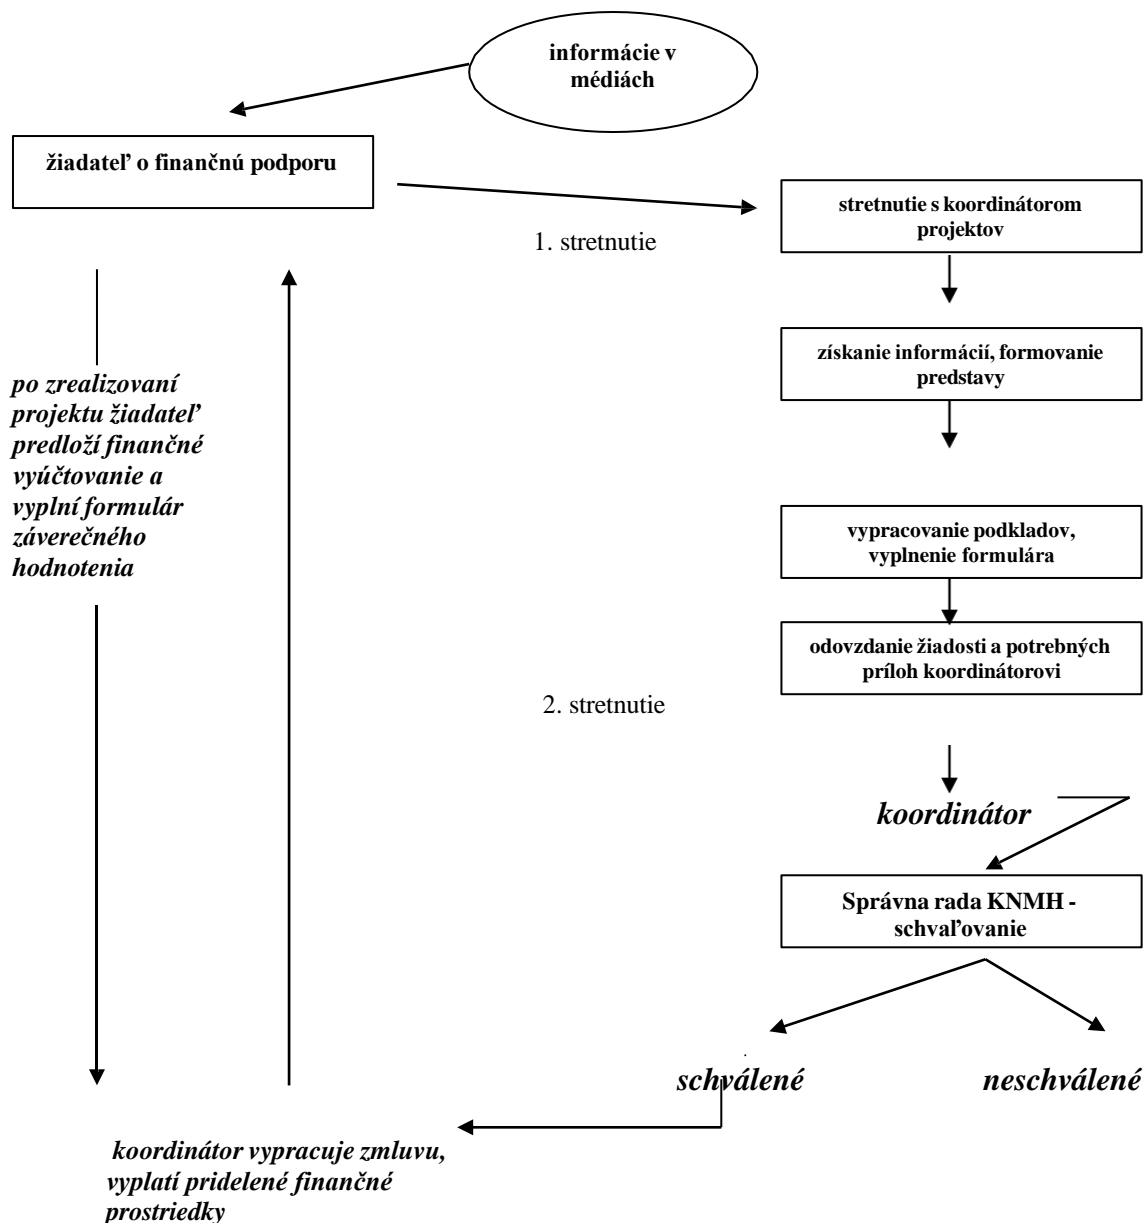 informácie v
médiách
žiadateľ o finančnú podporu
stretnutie s koordinátorom
projektov
1. stretnutie
získanie informácií, formovanie
predstavy
po zrealizovaní
projektu žiadateľ
predloží finančné
vyúčtovanie a
vyplní formulár
záverečného
hodnotenia
vypracovanie podkladov,
vyplnenie formulára
odovzdanie žiadosti a potrebných
príloh koordinátorovi
2. stretnutie
koordinátor
Správna rada KNMH -
schvaľovanie
schválené
neschválené
koordinátor vypracuje zmluvu,
vyplatí pridelené finančné
prostriedky